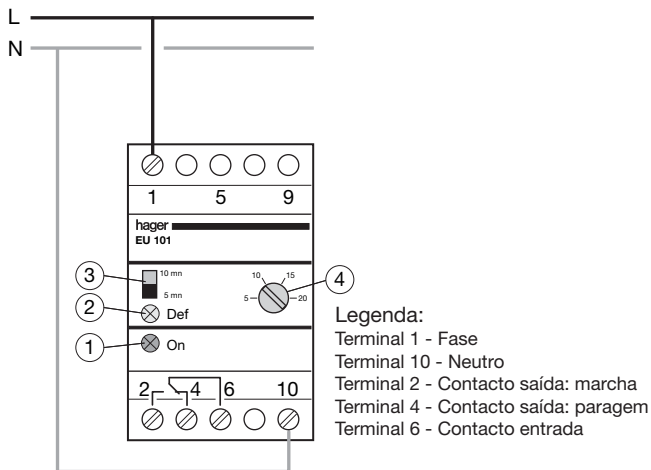 L
N
1 5 9
hager
EU 101
3
10 mn
5 mn
10 15
5 20
4
2
Def
1
On
2 4 6 10
Legenda:
Terminal 1 - Fase
Terminal 10 - Neutro
Terminal 2 - Contacto saída: marcha
Terminal 4 - Contacto saída: paragem
Terminal 6 - Contacto entrada